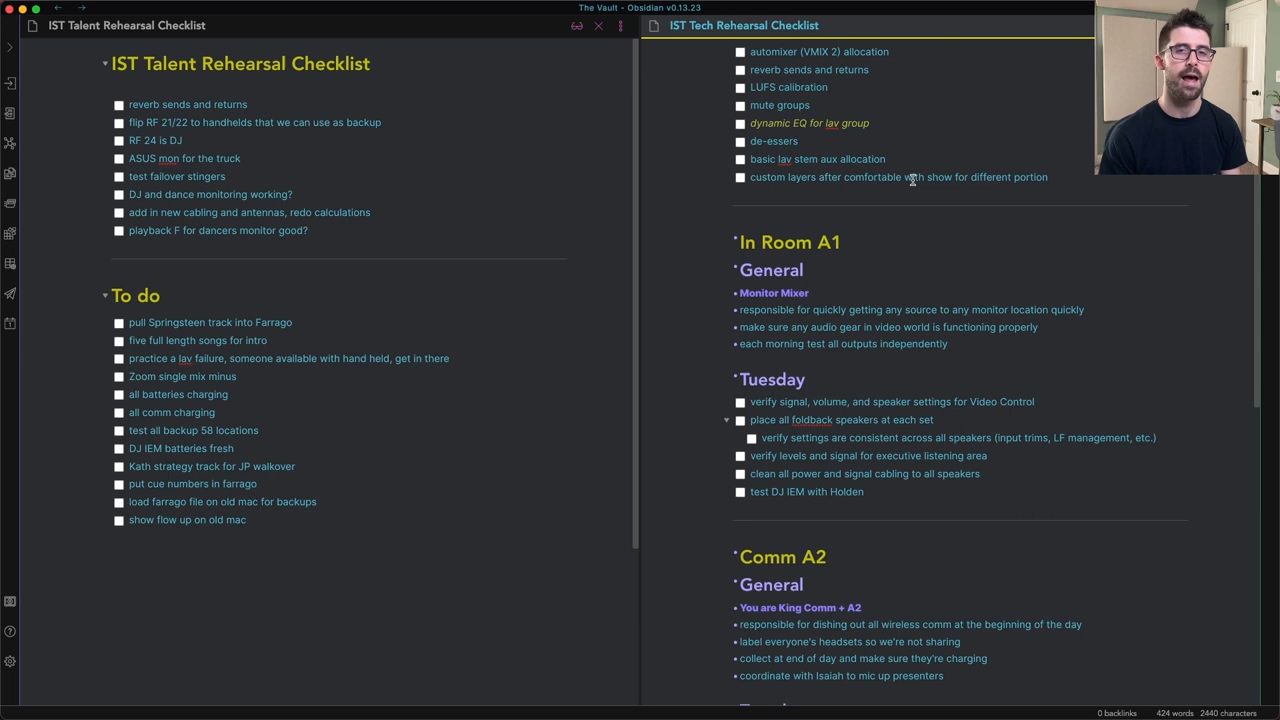 The Vault - Obsidian v0.13.23
IST Talent Rehearsal Checklist
IST Talent Rehearsal Checklist
reverb sends and returns
flip RF 21/22 to handhelds that we can use as backup
RF 24 is DJ
ASUS mon for the truck
test failover stingers
DJ and dance monitoring working?
add in new cabling and antennas, redo calculations
playback F for dancers monitor good?
To do
pull Springsteen track into Farrago
five full length songs for intro
practice a lav failure, someone available with hand held, get in there
Zoom single mix minus
all batteries charging
all comm charging
test all backup 58 locations
DJ IEM batteries fresh
Kath strategy track for JP walkover
put cue numbers in farrago
load farrago file on old mac for backups
show flow up on old mac
IST Tech Rehearsal Checklist
automixer (VMIX 2) allocation
reverb sends and returns
LUFS calibration
mute groups
dynamic EQ for lav group
de-essers
basic lav stem aux allocation
custom layers after comfortable with show for different portion
In Room A1
General
Monitor Mixer
responsible for quickly getting any source to any monitor location quickly
make sure any audio gear in video world is functioning properly
each morning test all outputs independently
Tuesday
verify signal, volume, and speaker settings for Video Control
place all foldback speakers at each set
verify settings are consistent across all speakers (input trims, LF management, etc.)
verify levels and signal for executive listening area
clean all power and signal cabling to all speakers
test DJ IEM with Holden
Comm A2
General
You are King Comm + A2
responsible for dishing out all wireless comm at the beginning of the day
label everyone's headsets so we're not sharing
collect at end of day and make sure they're charging
coordinate with Isaiah to mic up presenters
0 backlinks 424 words 2440 characters